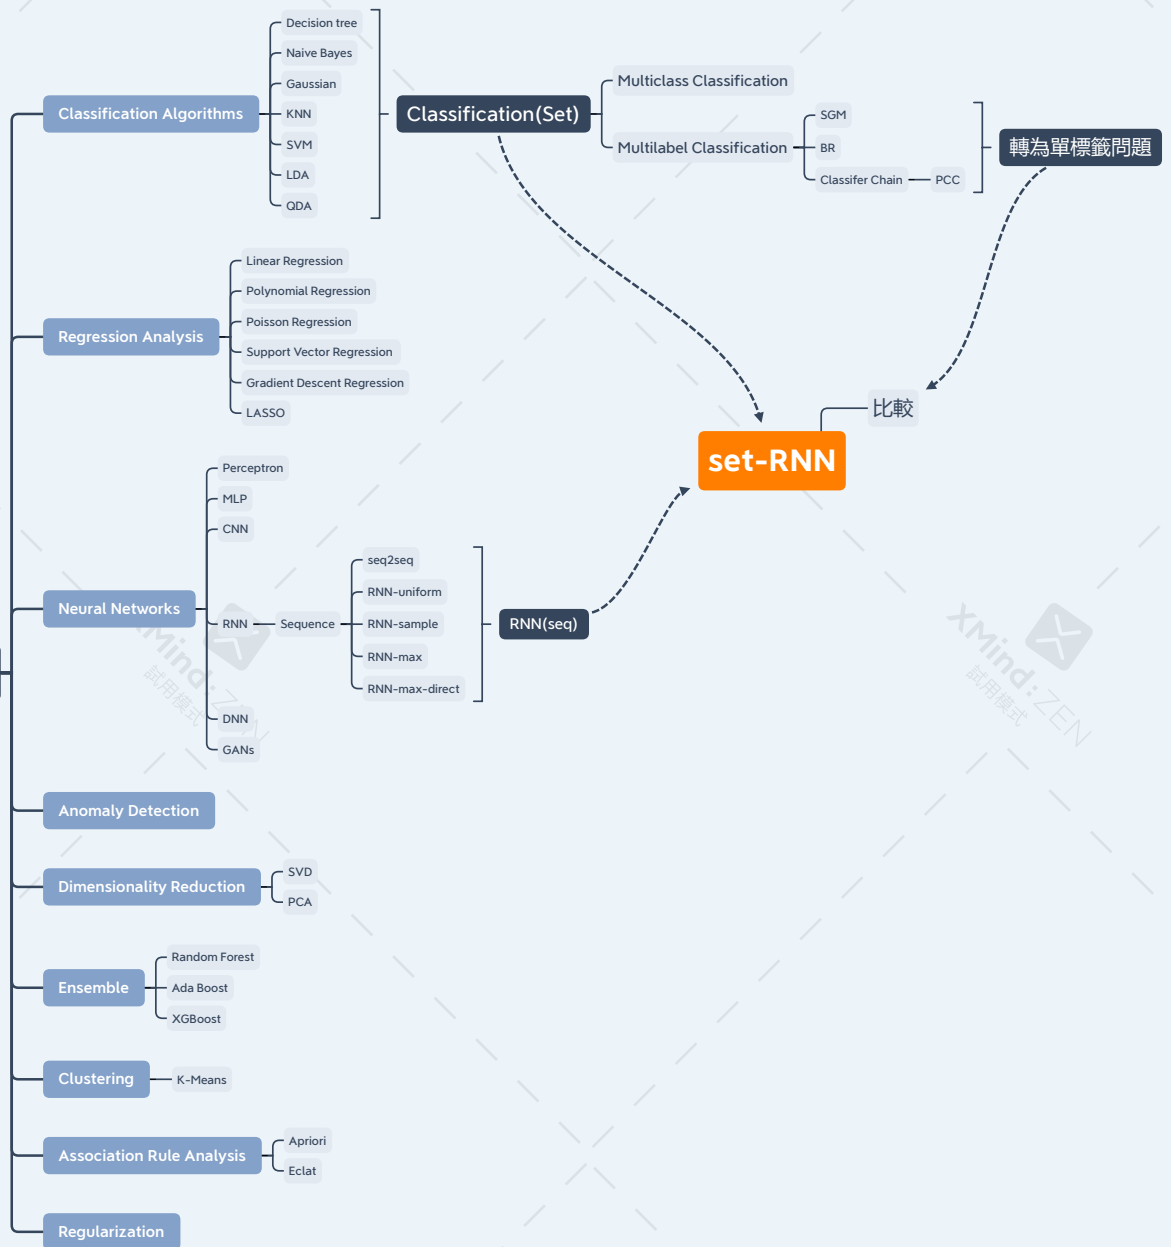 Classification Algorithms
Decision tree
Naive Bayes
Gaussian
KNN
SVM
LDA
QDA
Classification(Set)
Multiclass Classification
Multilabel Classification
SGM
BR
Classifer Chain
PCC
轉為單標籤問題
Regression Analysis
Linear Regression
Polynomial Regression
Poisson Regression
Support Vector Regression
Gradient Descent Regression
LASSO
比較
set-RNN
Neural Networks
Perceptron
MLP
CNN
RNN
Sequence
seq2seq
RNN-uniform
RNN-sample
RNN-max
RNN-max-direct
RNN(seq)
DNN
GANs
XMind:ZEN
試用模式
XMind:ZEN
試用模式
Anomaly Detection
Dimensionality Reduction
SVD
PCA
Ensemble
Random Forest
Ada Boost
XGBoost
Clustering
K-Means
Association Rule Analysis
Apriori
Eclat
Regularization